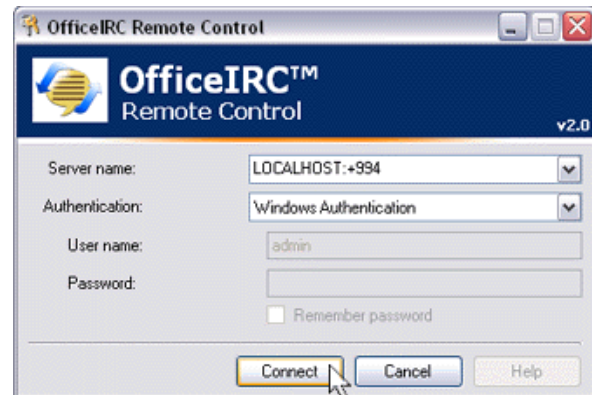 OfficeIRC Remote Control
OfficeIRC™
Remote Control
v2.0
Server name: LOCALHOST:+994
Authentication: Windows Authentication
User name: admin
Password:
Remember password
Connect Cancel Help